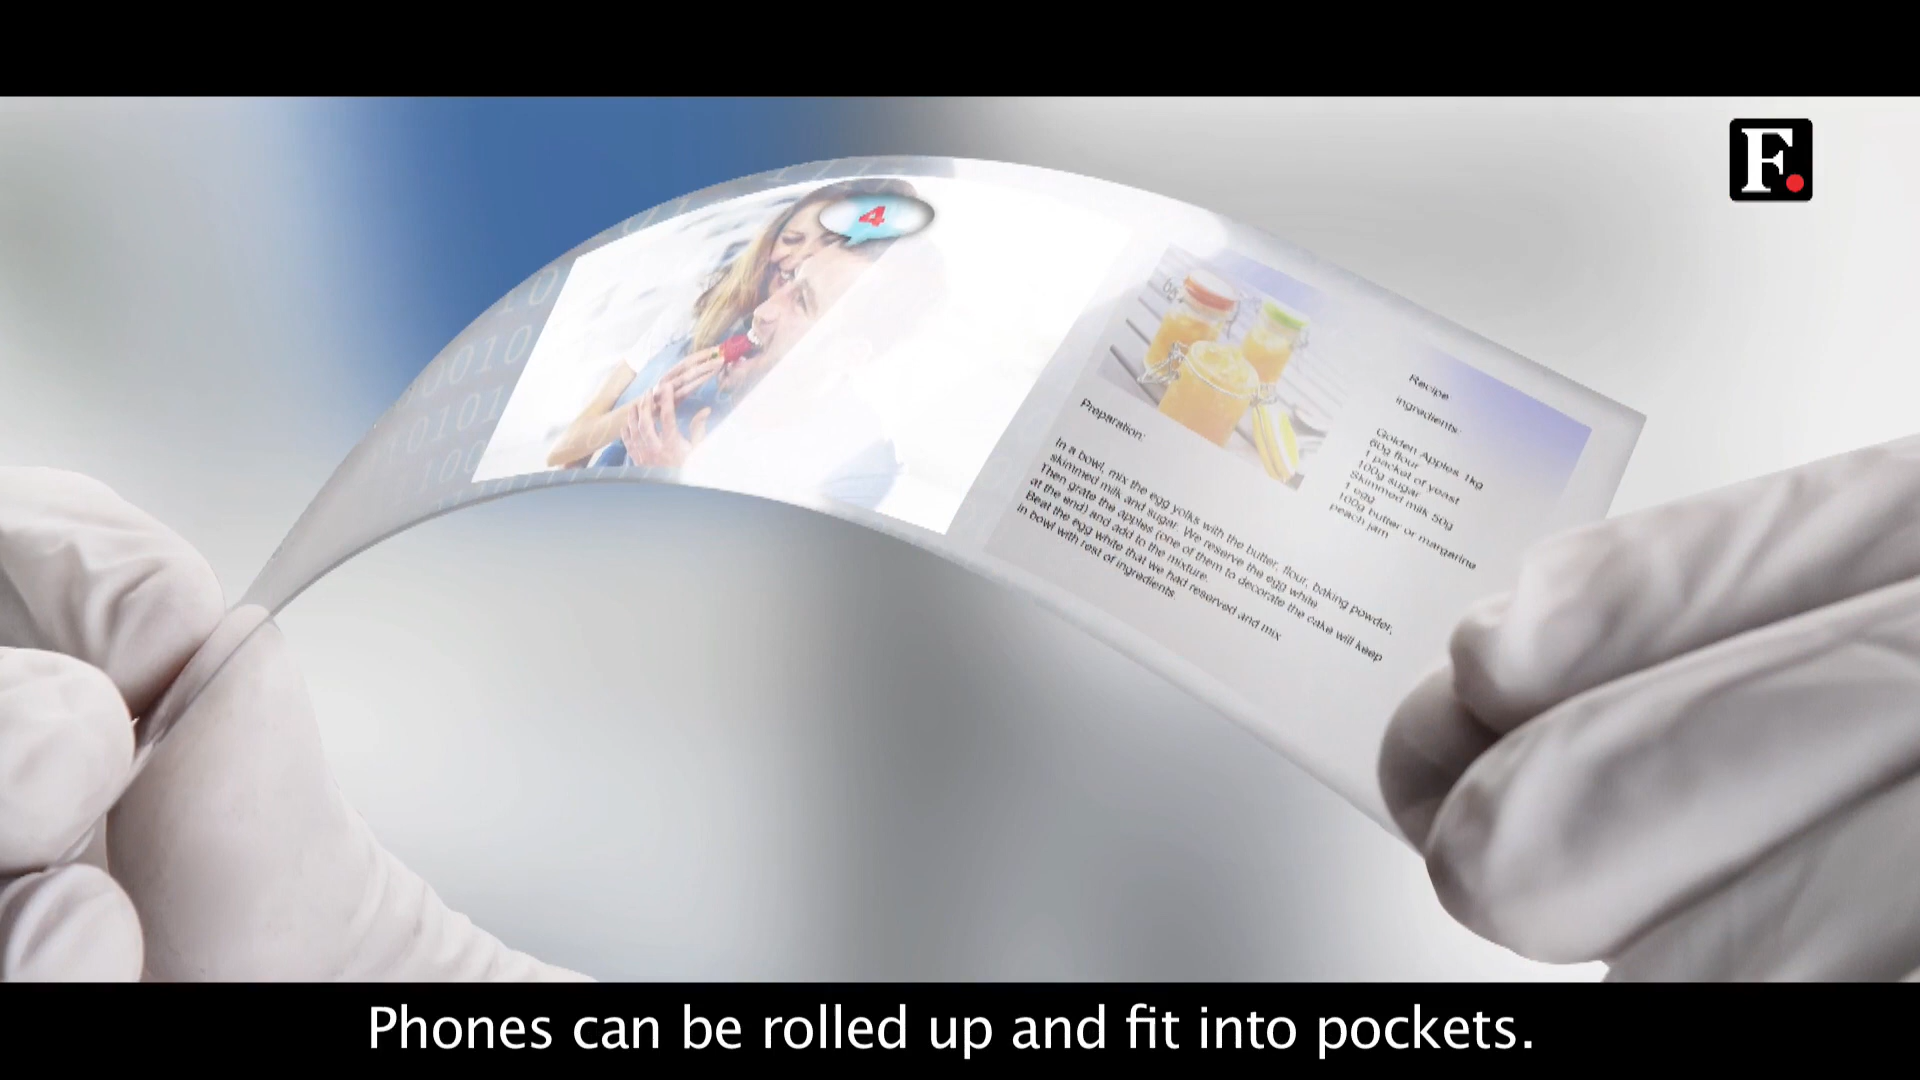 F.
4
10
0010
01011
100
Recipe
ingredients:
Golden Apples 1kg
60g flour
1 packet of yeast
100g sugar
Skimmed milk 50g
1 egg
100g butter or margarine
peach jam
Preparation:
In a bowl, mix the egg yolks with the butter, flour, baking powder,
skimmed milk and sugar. We reserve the egg white
Then grate the apples (one of them to decorate the cake will keep
at the end) and add to the mixture.
Beat the egg white that we had reserved and mix
in bowl with rest of ingredients
Phones can be rolled up and fit into pockets.